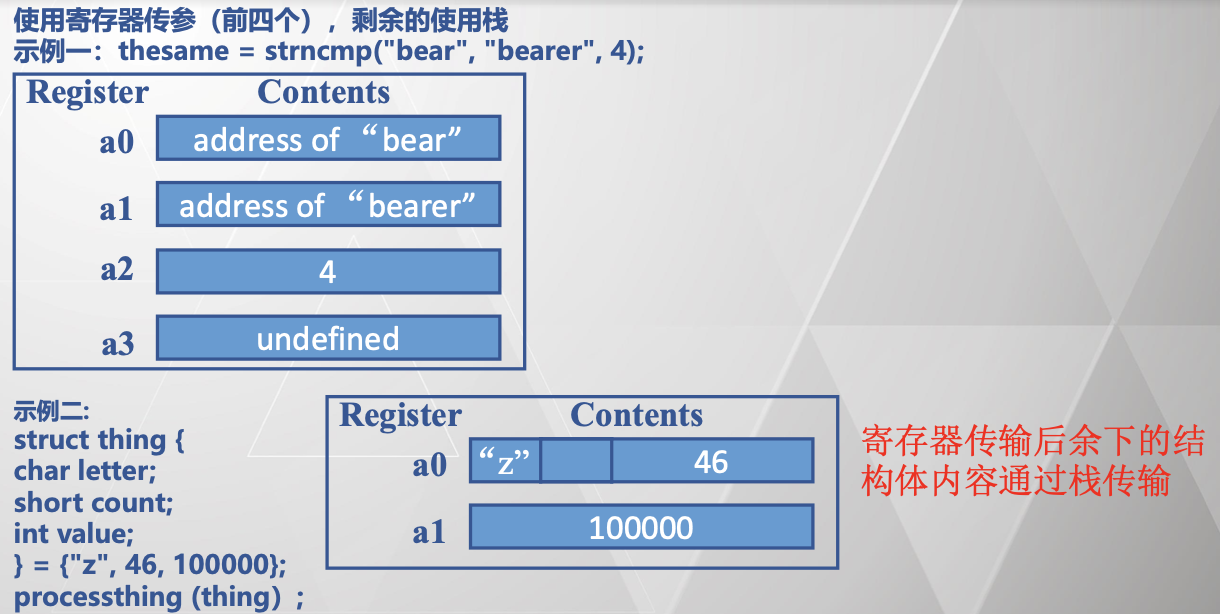 使用寄存器传参（前四个），剩余的使用栈
示例一：thesame = strncmp("bear", "bearer", 4);
Register Contents
a0 address of “bear”
a1 address of “bearer”
a2 4
a3 undefined
示例二:
struct thing {
char letter;
short count;
int value;
} = {"z", 46, 100000};
processthing (thing）;
Register Contents
a0 “z” 46
a1 100000
寄存器传输后余下的结
构体内容通过栈传输